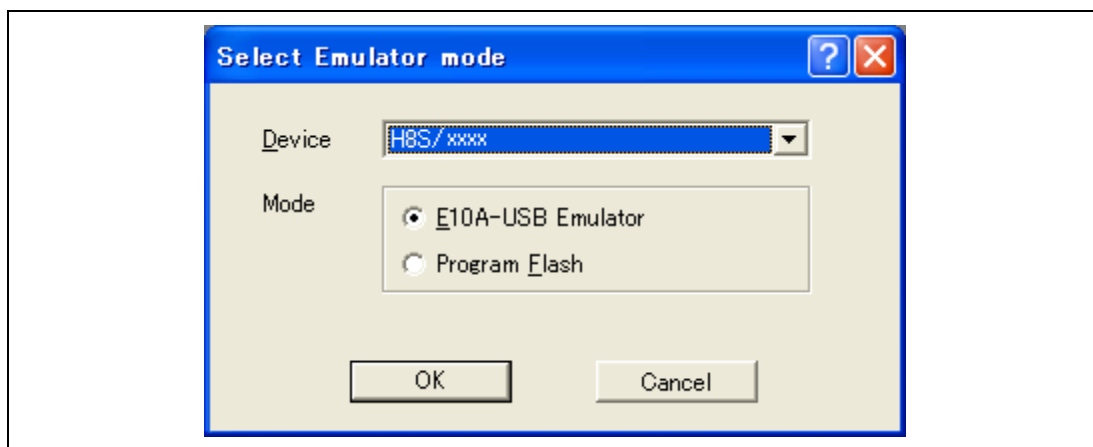 Select Emulator mode
Device
H8S/xxxx
Mode
E10A-USB Emulator
Program Flash
OK
Cancel